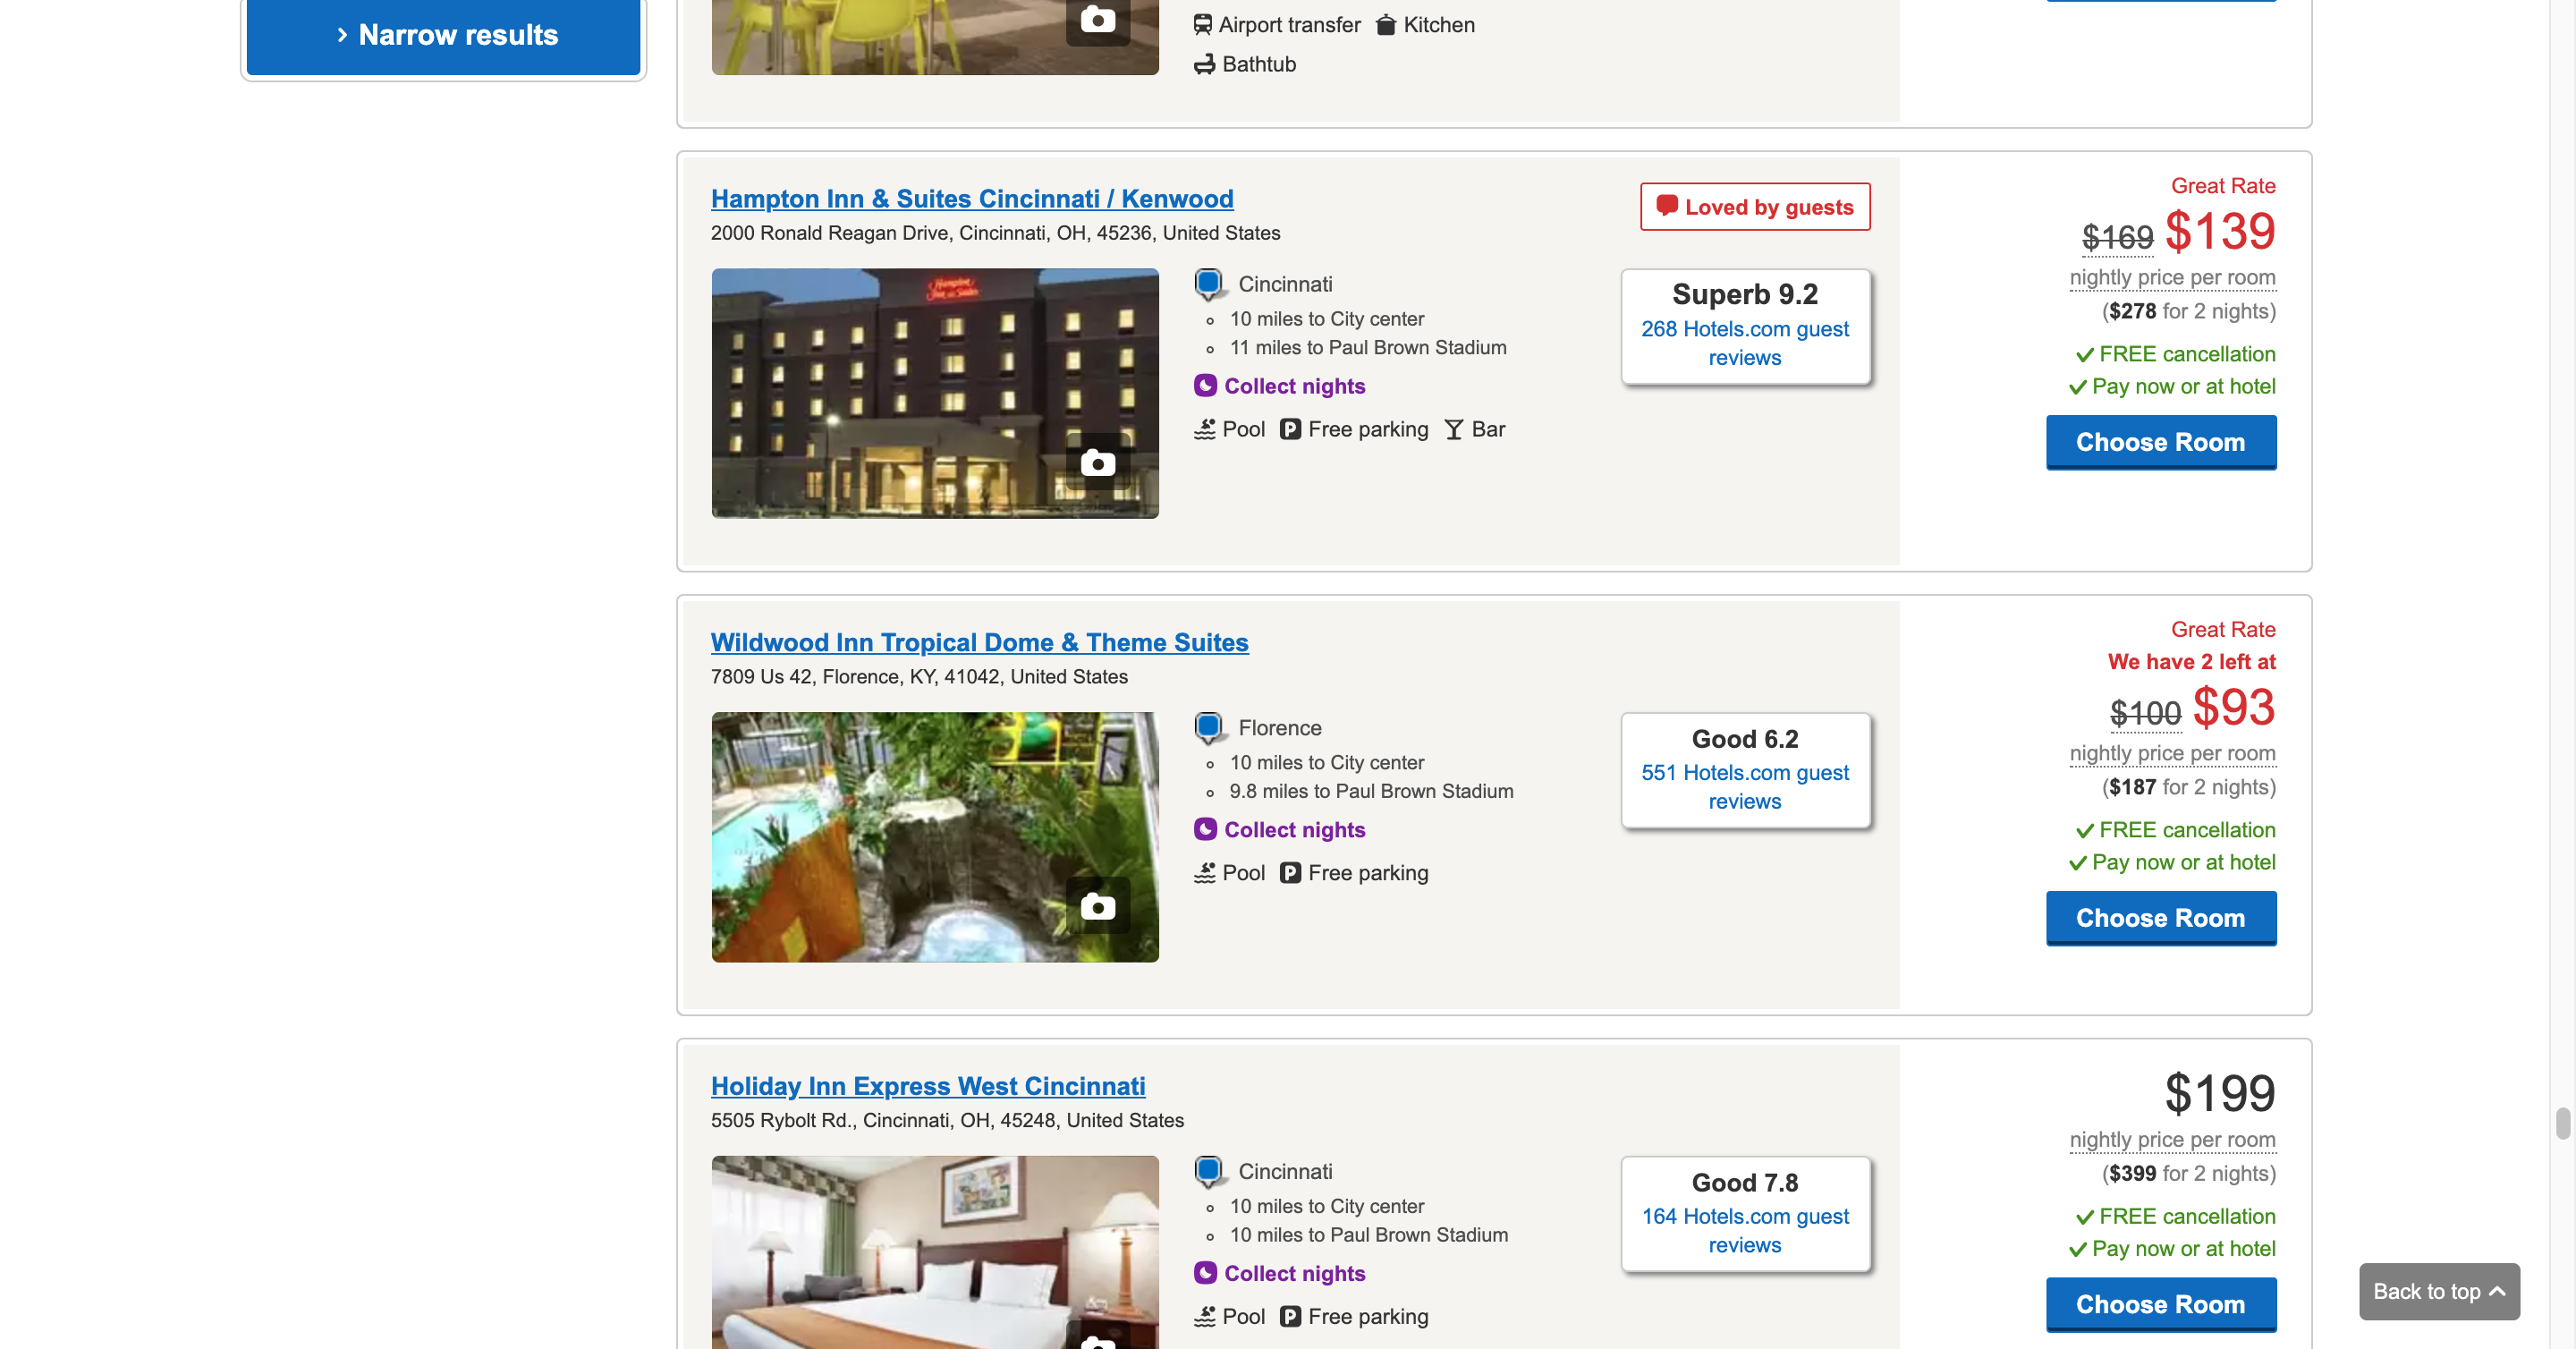 Narrow results
Airport transfer Kitchen
Bathtub
Hampton Inn & Suites Cincinnati / Kenwood
2000 Ronald Reagan Drive, Cincinnati, OH, 45236, United States
Hampton
Inn & Suites
Cincinnati
10 miles to City center
11 miles to Paul Brown Stadium
Collect nights
Pool P Free parking Bar
Loved by guests
Superb 9.2
268 Hotels.com guest
reviews
Great Rate
$169 $139
nightly price per room
($278 for 2 nights)
FREE cancellation
Pay now or at hotel
Choose Room
Wildwood Inn Tropical Dome & Theme Suites
7809 Us 42, Florence, KY, 41042, United States
Florence
10 miles to City center
9.8 miles to Paul Brown Stadium
Collect nights
Pool P Free parking
Good 6.2
551 Hotels.com guest
reviews
Great Rate
We have 2 left at
$100 $93
nightly price per room
($187 for 2 nights)
FREE cancellation
Pay now or at hotel
Choose Room
Holiday Inn Express West Cincinnati
5505 Rybolt Rd., Cincinnati, OH, 45248, United States
Cincinnati
10 miles to City center
10 miles to Paul Brown Stadium
Collect nights
Pool P Free parking
Good 7.8
164 Hotels.com guest
reviews
$199
nightly price per room
($399 for 2 nights)
FREE cancellation
Pay now or at hotel
Choose Room
Back to top